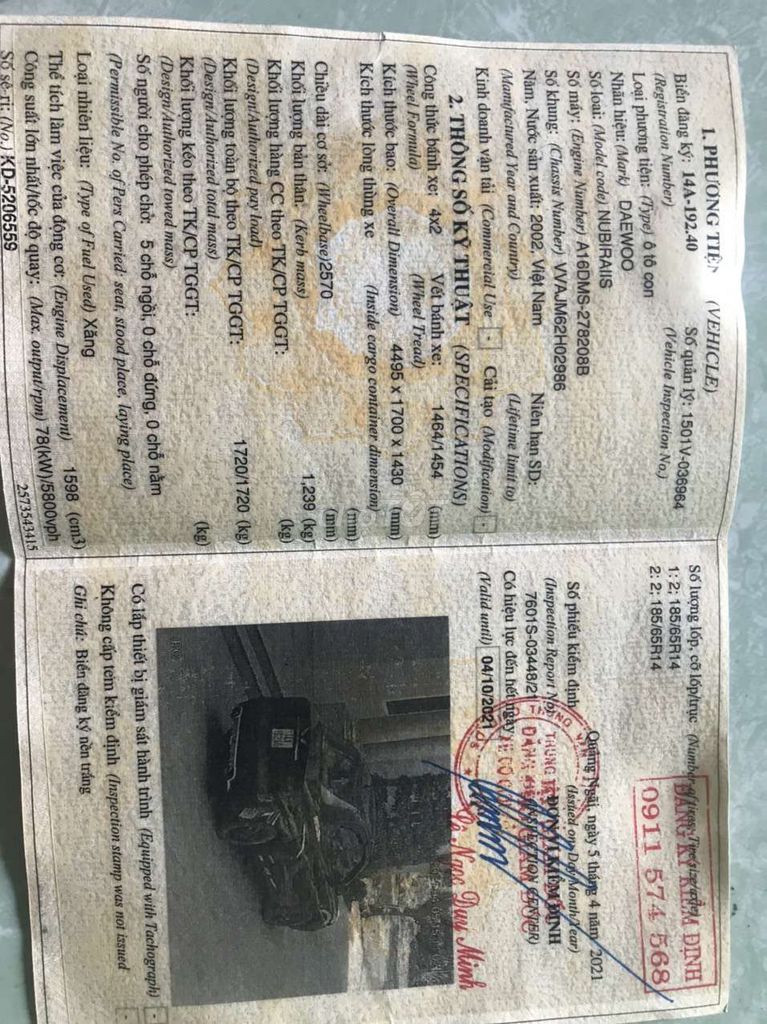 1. PHƯƠNG TIỆN (VEHICLE)
Biển đăng ký: 14A-192.40 Số quản lý: 1501V-036964
(Registration Number) (Vehicle Inspection No.)
Loại phương tiện: (Type) ô tô con
Nhãn hiệu: (Mark) DAEWOO
Số loại: (Model code) NUBIRAIIS
Số máy: (Engine Number) A16DMS-278208B
Số khung: (Chassis Number) VVAJM62H02986
Năm, Nước sản xuất: 2002, Việt Nam Niên hạn SD:
(Manufactured Year and Country) (Lifetime limit to)
Kinh doanh vận tải (Commercial Use) Cải tạo (Modification)
2. THÔNG SỐ KỸ THUẬT (SPECIFICATIONS)
Công thức bánh xe: 4x2 Vết bánh xe: 1464/1454 (mm)
(Wheel Formula) (Wheel Tread)
Kích thước bao: (Overall Dimension) 4495 x 1700 x 1430 (mm)
Kích thước lòng thùng xe (Inside cargo container dimension)
(mm)
Chiều dài cơ sở: (Wheelbase) 2570 (mm)
Khối lượng bản thân: (Kerb mass) 1,239 (kg)
Khối lượng hàng CC theo TK/CP TGGT: (kg)
(Design/Authorized pay load)
Khối lượng toàn bộ theo TK/CP TGGT: 1720/1720 (kg)
(Design/Authorized total mass)
Khối lượng kéo theo TK/CP TGGT: (kg)
(Design/Authorized towed mass)
Số người cho phép chở: 5 chỗ ngồi, 0 chỗ đứng, 0 chỗ nằm
(Permissible No. of Pers Carried: seat, stood place, laying place)
Loại nhiên liệu: (Type of Fuel Used) Xăng
Thể tích làm việc của động cơ: (Engine Displacement) 1598 (cm3)
Công suất lớn nhất/tốc độ quay: (Max. output/rpm) 78(kW)/5800vph
Số sê-ri: (No.) KD-5206559 2573543415
Số lượng lốp, cỡ lốp/trục (Number of tires; Tire size/axle)
1: 2; 185/65R14
2: 2; 185/65R14
ĐĂNG KÝ KIỂM ĐỊNH
0911 574 568
Quảng Ngãi, ngày 5 tháng 4 năm 2021
(Issued on: Day/Month/Year)
Số phiếu kiểm định ĐƠN VỊ KIỂM ĐỊNH
(Inspection Report No) (INSPECTION CENTER)
7601S-03448/21
Có hiệu lực đến hết ngày
(Valid until) 04/10/2021
Lê Ngọc Duy Minh
Có lắp thiết bị giám sát hành trình (Equipped with Tachograph)
Không cấp tem kiểm định (Inspection stamp was not issued
Ghi chú: Biển đăng ký nền trắng